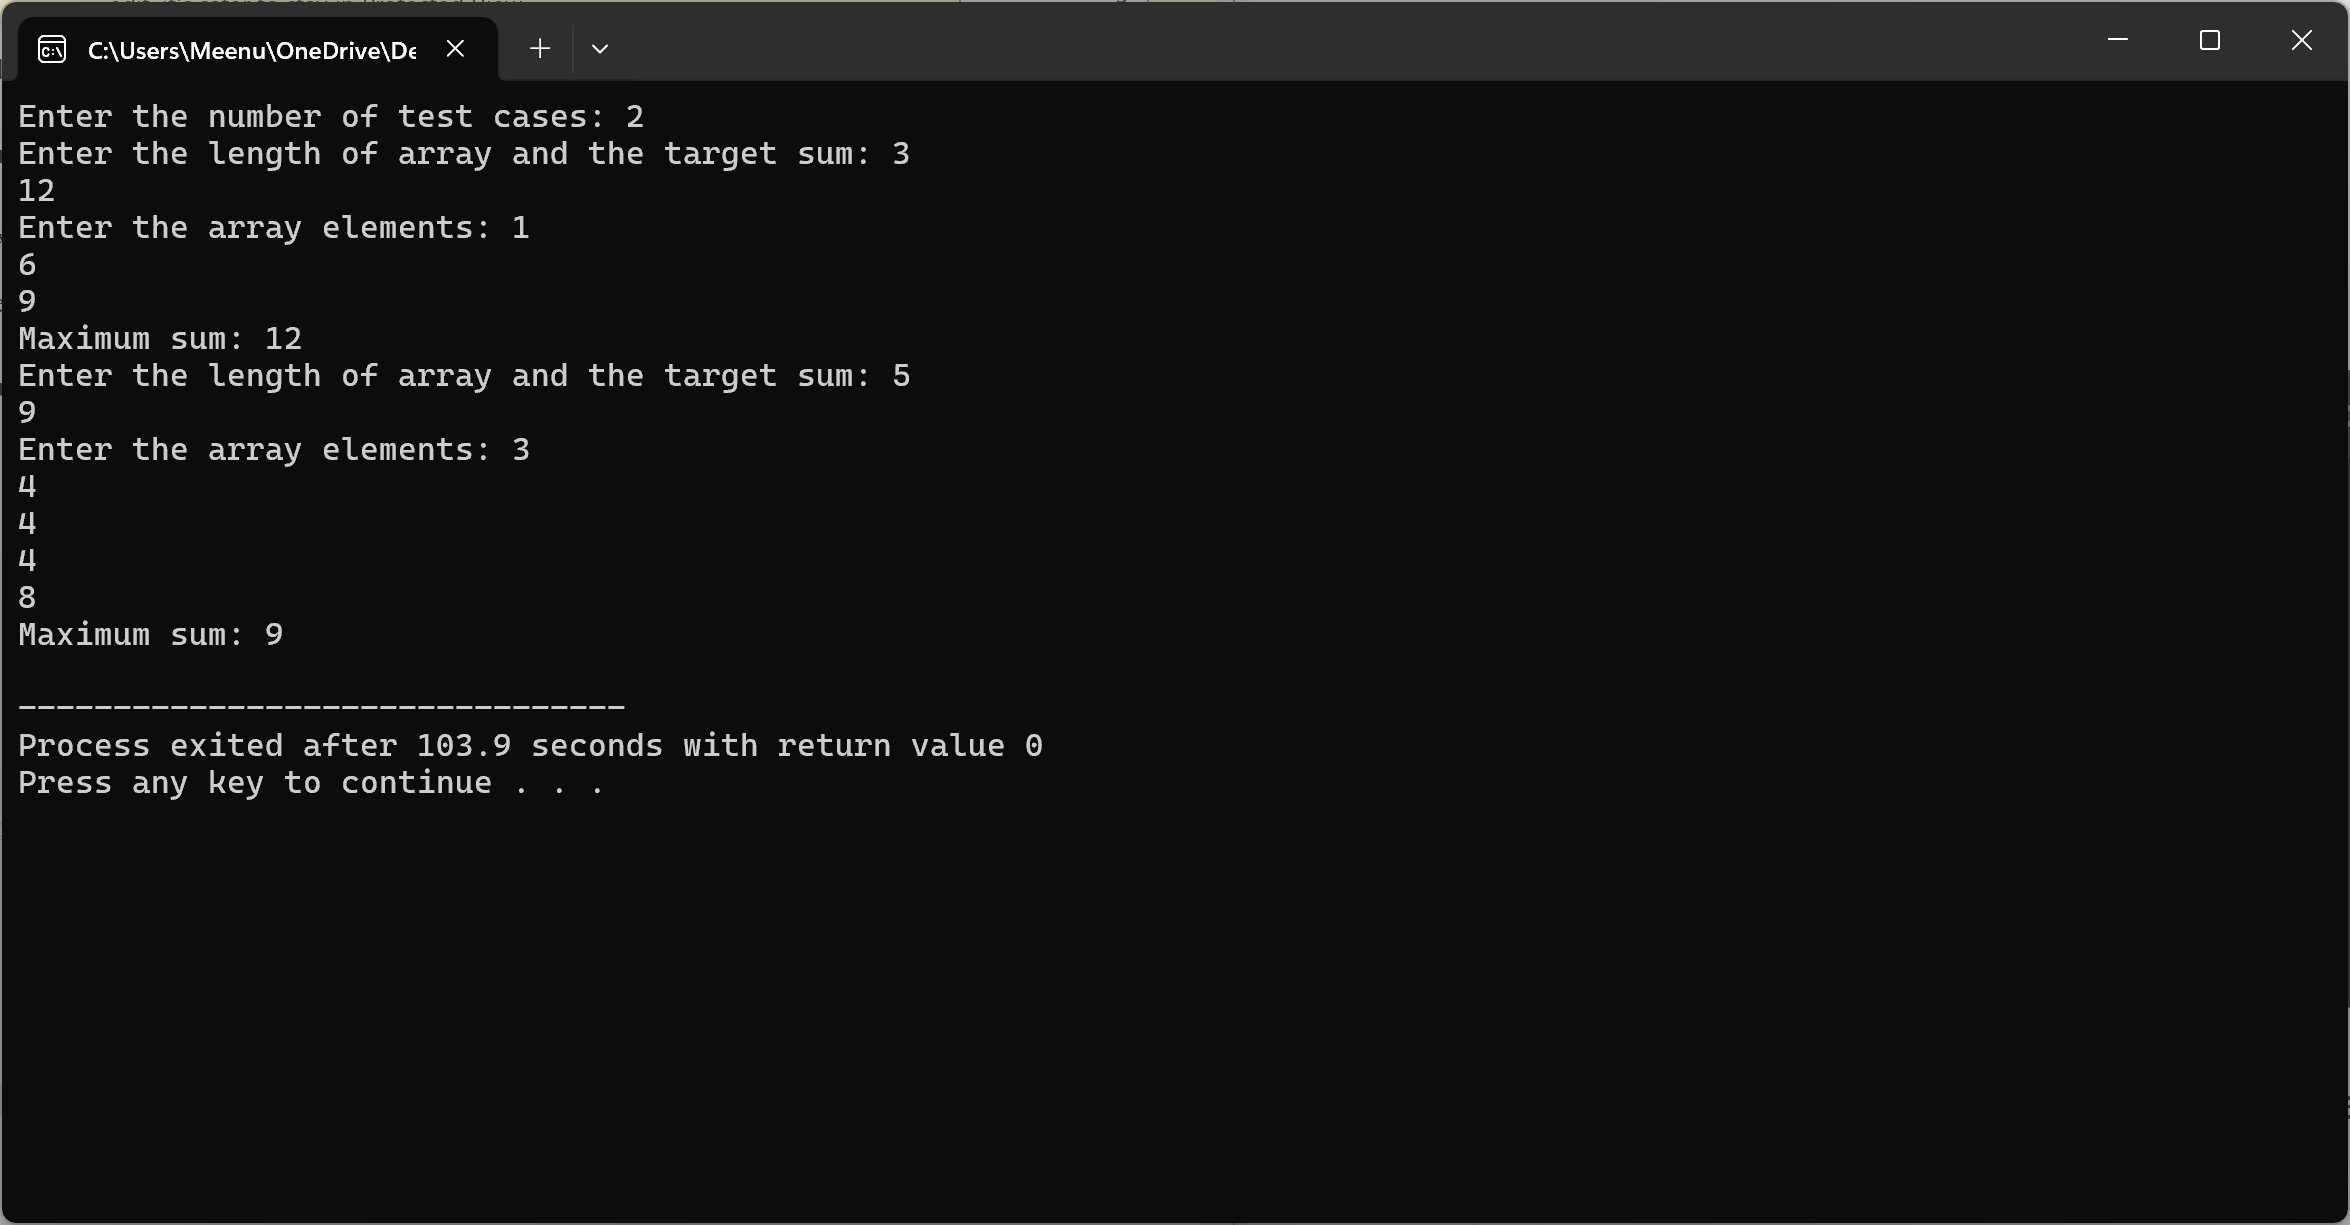 C:\Users\Meenu\OneDrive\De
Enter the number of test cases: 2
Enter the length of array and the target sum: 3
12
Enter the array elements: 1
6
9
Maximum sum: 12
Enter the length of array and the target sum: 5
9
Enter the array elements: 3
4
4
4
8
Maximum sum: 9
--------------------------------
Process exited after 103.9 seconds with return value 0
Press any key to continue . . .